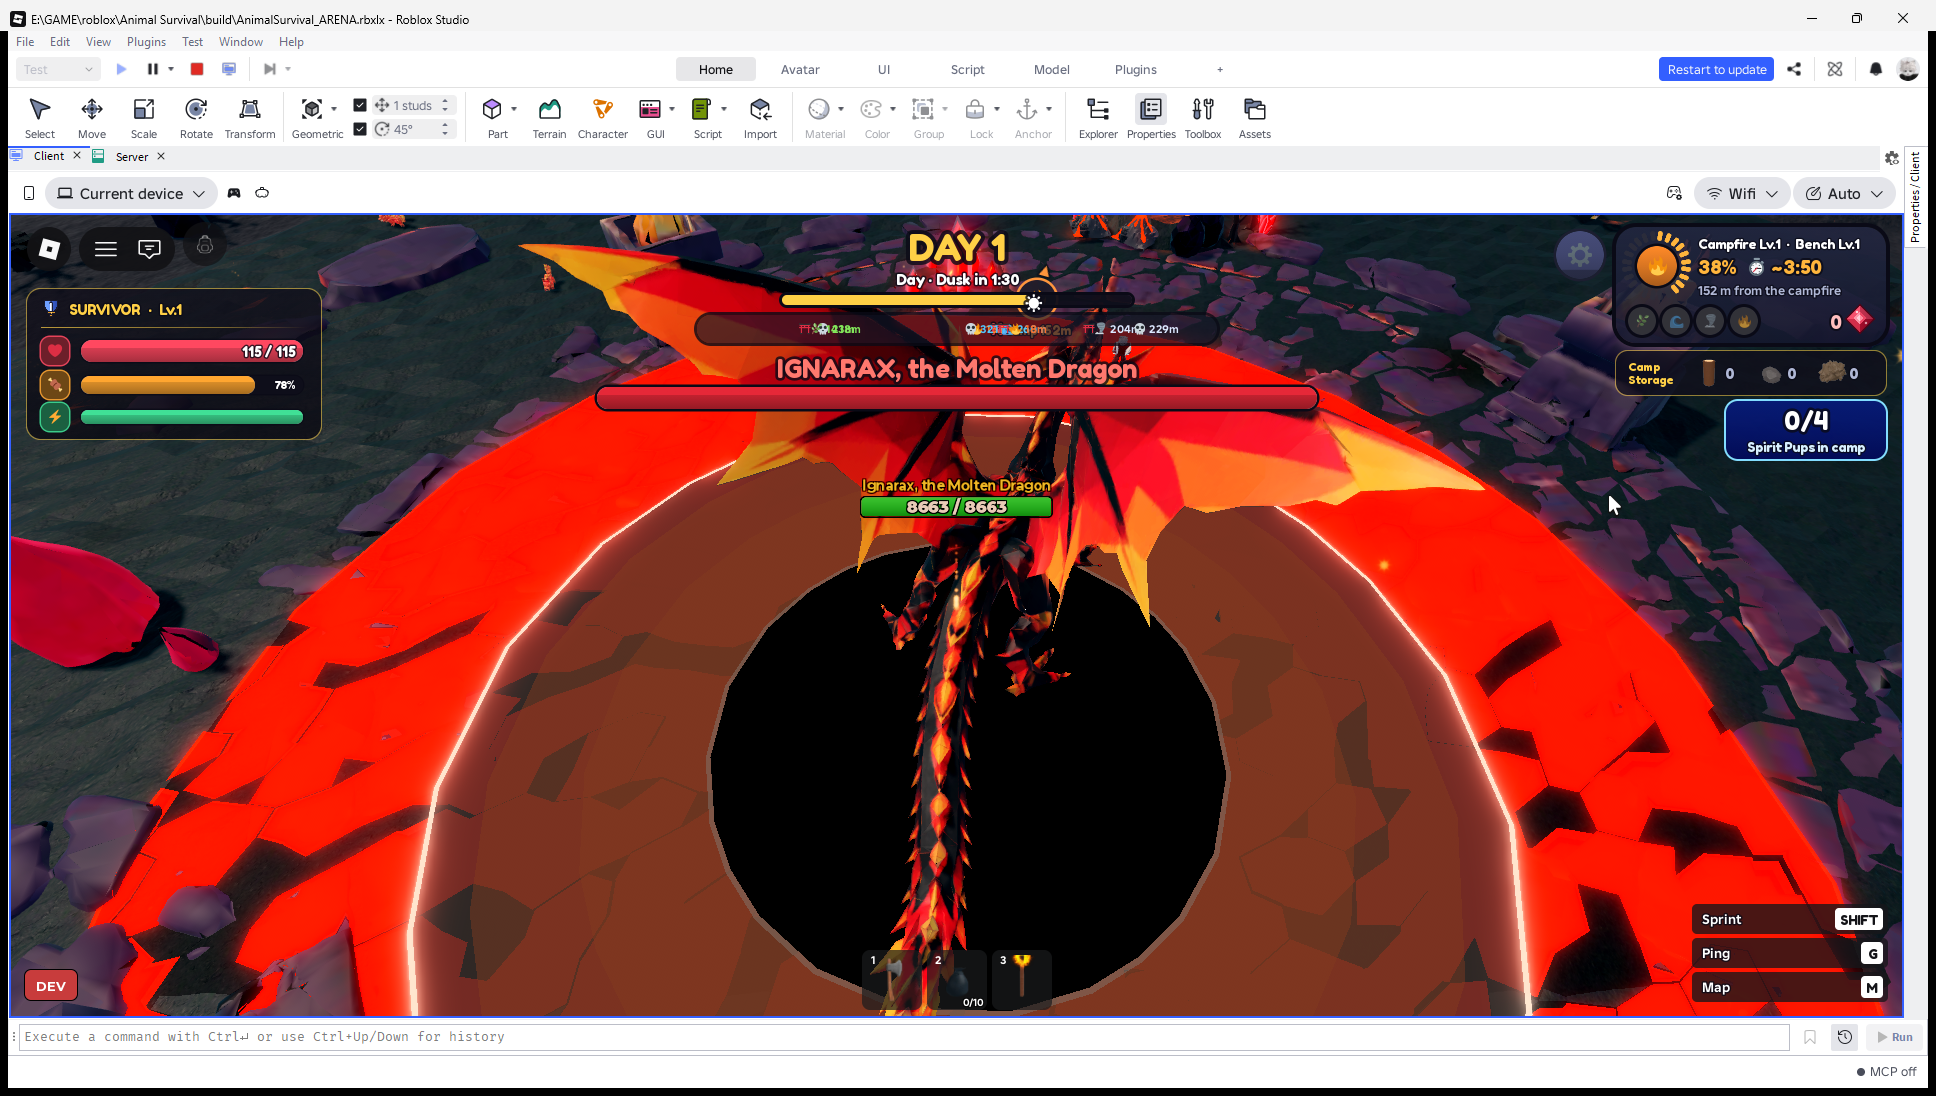 E:\GAME\roblox\Animal Survival\build\AnimalSurvival_ARENA.rbxlx - Roblox Studio
File Edit View Plugins Test Window Help
Test
Home Avatar UI Script Model Plugins +
Restart to update
Select Move Scale Rotate Transform Geometric
1 studs
45°
Part Terrain Character GUI Script Import Material Color Group Lock Anchor Explorer Properties Toolbox Assets
Client Server
Properties / Client
Current device
Wifi
Auto
DAY 1
Day · Dusk in 1:30
204m 229m
IGNARAX, the Molten Dragon
SURVIVOR · Lv.1
115 / 115
78%
Campfire Lv.1 · Bench Lv.1
38% ~3:50
152 m from the campfire
0
Camp Storage 0 0 0
0/4
Spirit Pups in camp
Ignarax, the Molten Dragon
8663 / 8663
1 2 3
0/10
Sprint SHIFT
Ping G
Map M
DEV
Execute a command with Ctrl↵ or use Ctrl+Up/Down for history
Run
MCP off